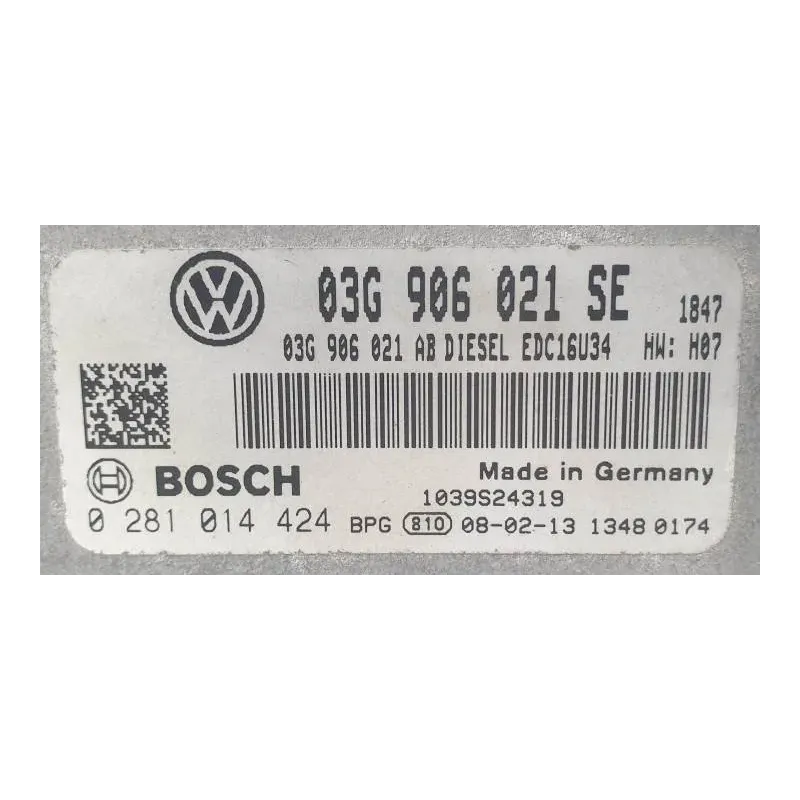 03G 906 021 SE 1847
03G 906 021 AB DIESEL EDC16U34 HW: H07
BOSCH Made in Germany
1039S24319
0 281 014 424 BPG 810 08-02-13 1348 0174